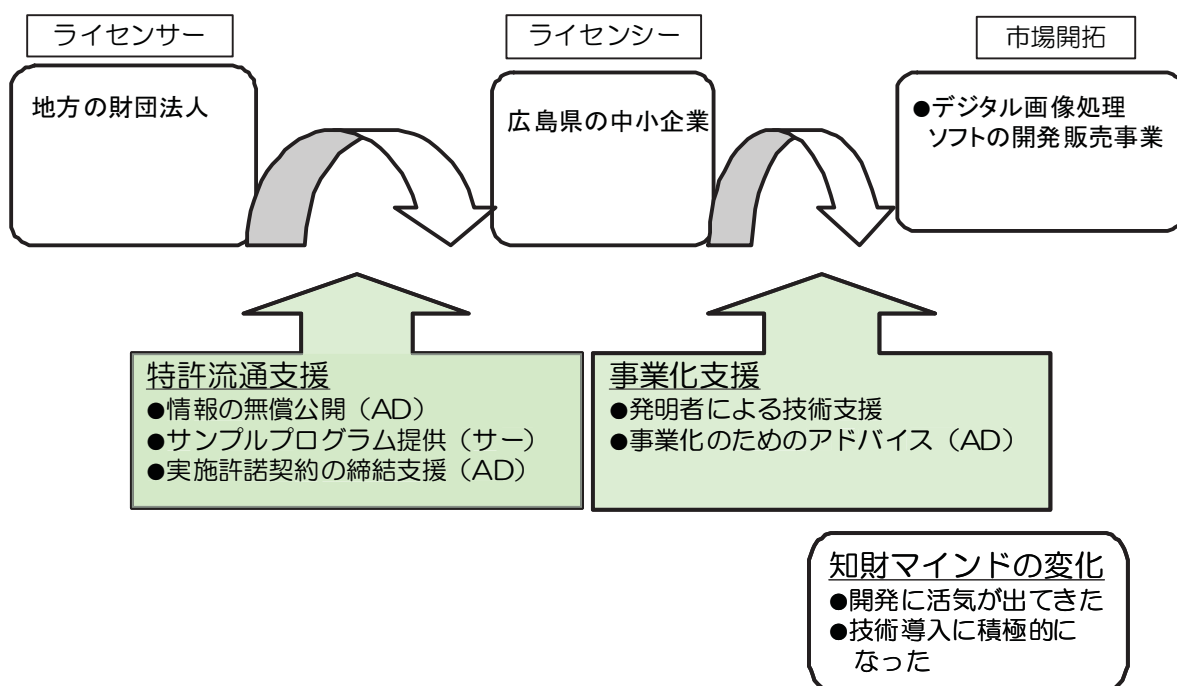 ライセンサー
ライセンシー
市場開拓
地方の財団法人
広島県の中小企業
●デジタル画像処理
ソフトの開発販売事業
特許流通支援
●情報の無償公開（AD）
●サンプルプログラム提供（サー）
●実施許諾契約の締結支援（AD）
事業化支援
●発明者による技術支援
●事業化のためのアドバイス（AD）
知財マインドの変化
●開発に活気が出てきた
●技術導入に積極的に
なった